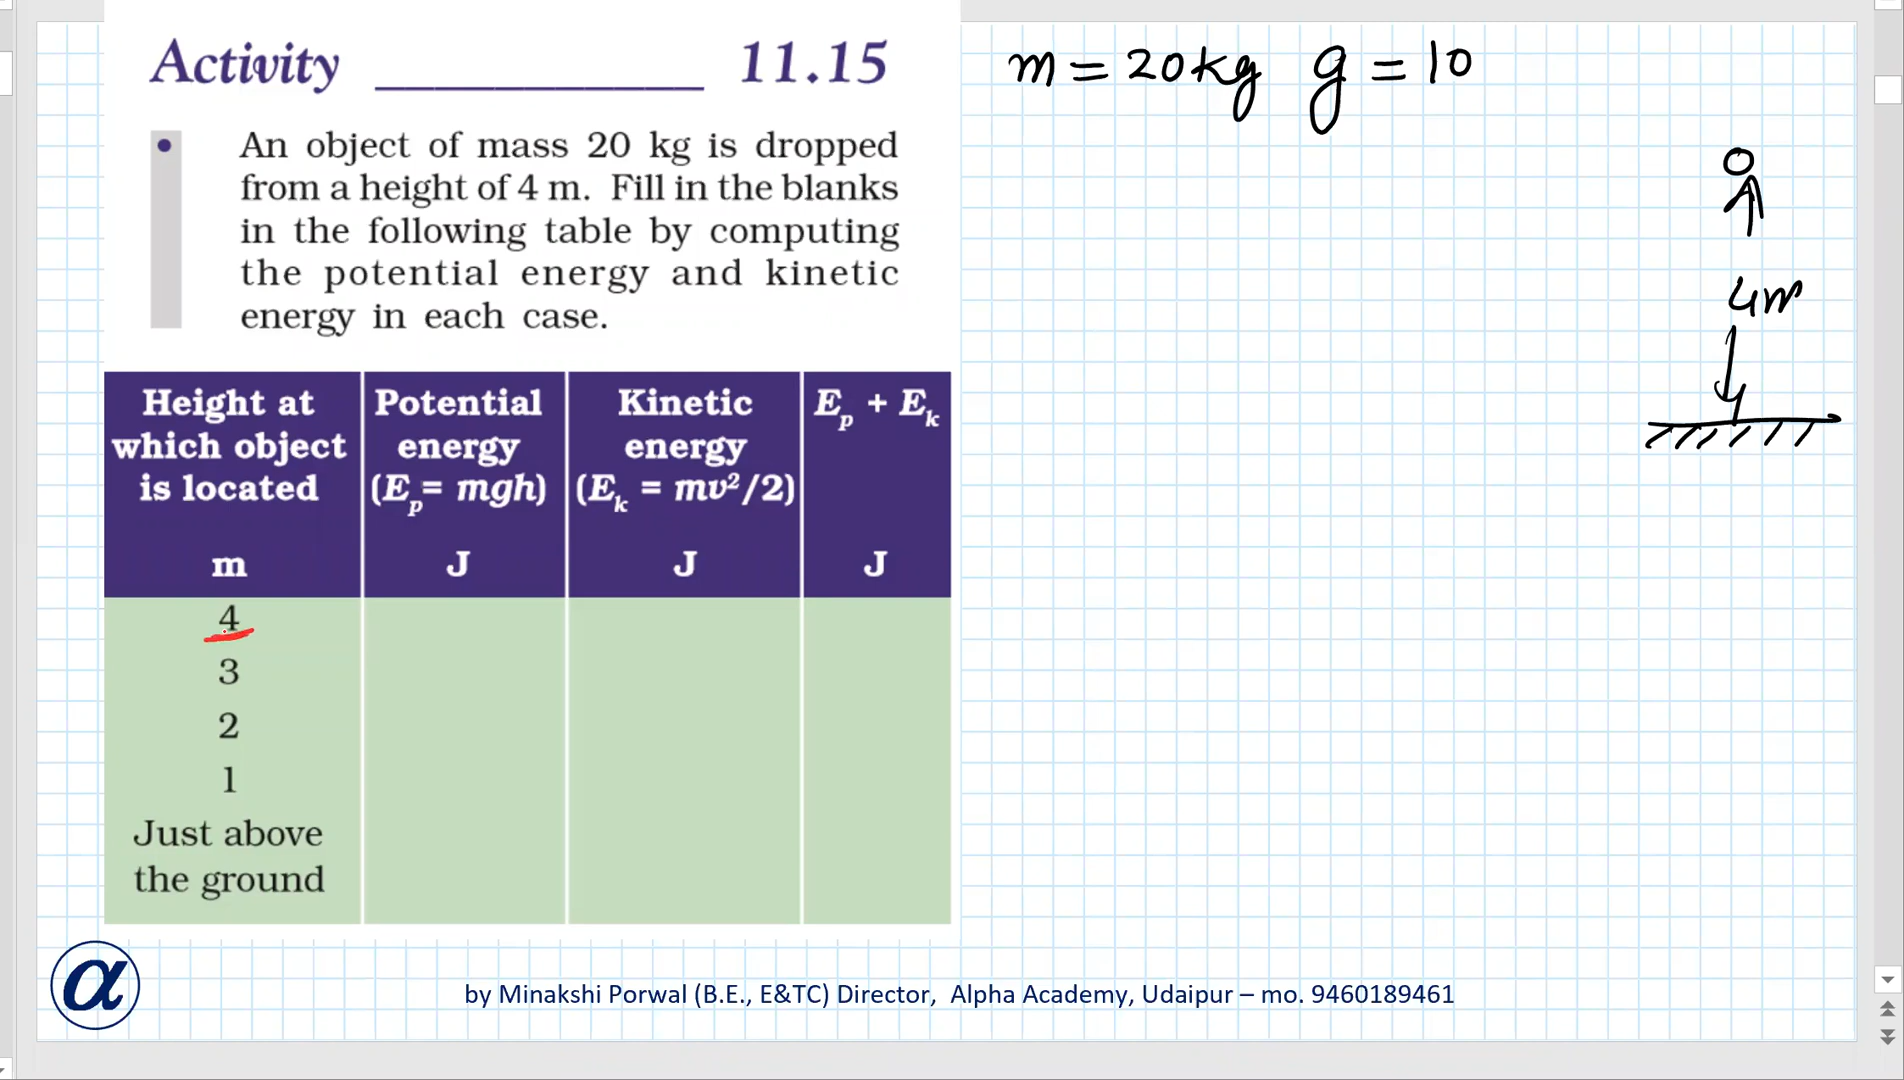 Activity ____________ 11.15
m = 20kg g = 10
• An object of mass 20 kg is dropped
from a height of 4 m. Fill in the blanks
in the following table by computing
the potential energy and kinetic
energy in each case.
4m
Height at which object is located m
Potential energy (Eₚ = mgh) J
Kinetic energy (Eₖ = mv²/2) J
Eₚ + Eₖ J
4
3
2
1
Just above
the ground
α
by Minakshi Porwal (B.E., E&TC) Director, Alpha Academy, Udaipur – mo. 9460189461